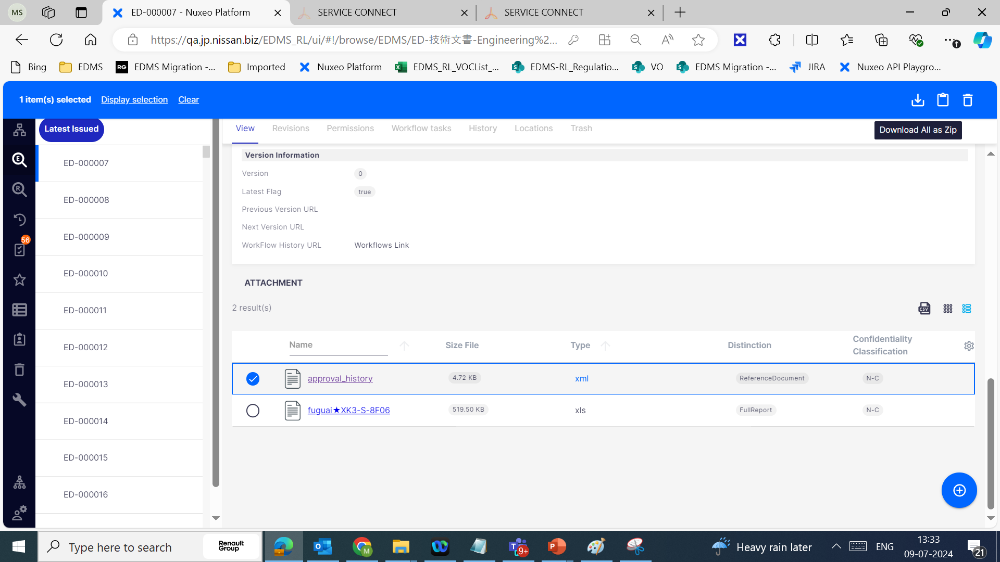 MS
ED-000007 - Nuxeo Platform
SERVICE CONNECT
SERVICE CONNECT
https://qa.jp.nissan.biz/EDMS_RL/ui/#!/browse/EDMS/ED-技術文書-Engineering%2...
Bing
EDMS
RG
EDMS Migration -...
Imported
Nuxeo Platform
EDMS_RL_VOCList_...
EDMS-RL_Regulatio...
VO
EDMS Migration -...
JIRA
Nuxeo API Playgro...
1 item(s) selected
Display selection
Clear
Latest Issued
View
Revisions
Permissions
Workflow tasks
History
Locations
Trash
Download All as Zip
56
ED-000007
ED-000008
ED-000009
ED-000010
ED-000011
ED-000012
ED-000013
ED-000014
ED-000015
ED-000016
Version Information
Version
0
Latest Flag
true
Previous Version URL
Next Version URL
WorkFlow History URL
Workflows Link
ATTACHMENT
2 result(s)
CSV
Name
Size File
Type
Distinction
Confidentiality
Classification
approval_history
4.72 KB
xml
ReferenceDocument
N-C
fuguai★XK3-S-8F06
519.50 KB
xls
FullReport
N-C
Type here to search
Renault
Group
M
9+
Heavy rain later
ENG
13:33
09-07-2024
21